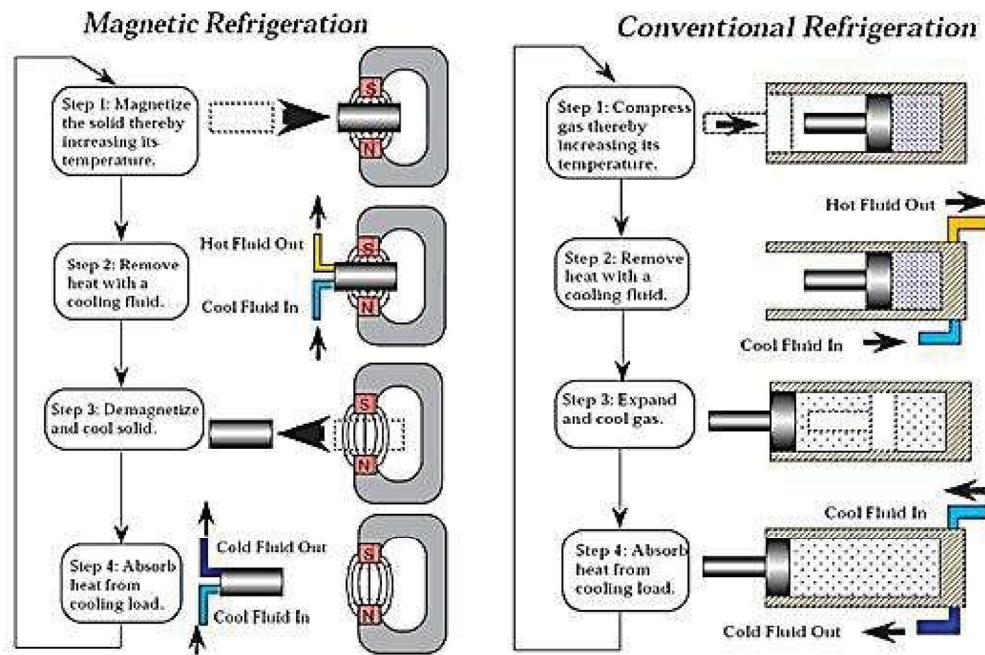 Magnetic Refrigeration
Step 1: Magnetize
the solid thereby
increasing its
temperature.
S
N
Step 2: Remove
heat with a
cooling fluid.
Hot Fluid Out
Cool Fluid In
S
N
Step 3: Demagnetize
and cool solid.
S
N
Step 4: Absorb
heat from
cooling load.
Cold Fluid Out
Cool Fluid In
S
N
Conventional Refrigeration
Step 1: Compress
gas thereby
increasing its
temperature.
Step 2: Remove
heat with a
cooling fluid.
Hot Fluid Out
Cool Fluid In
Step 3: Expand
and cool gas.
Step 4: Absorb
heat from
cooling load.
Cool Fluid In
Cold Fluid Out